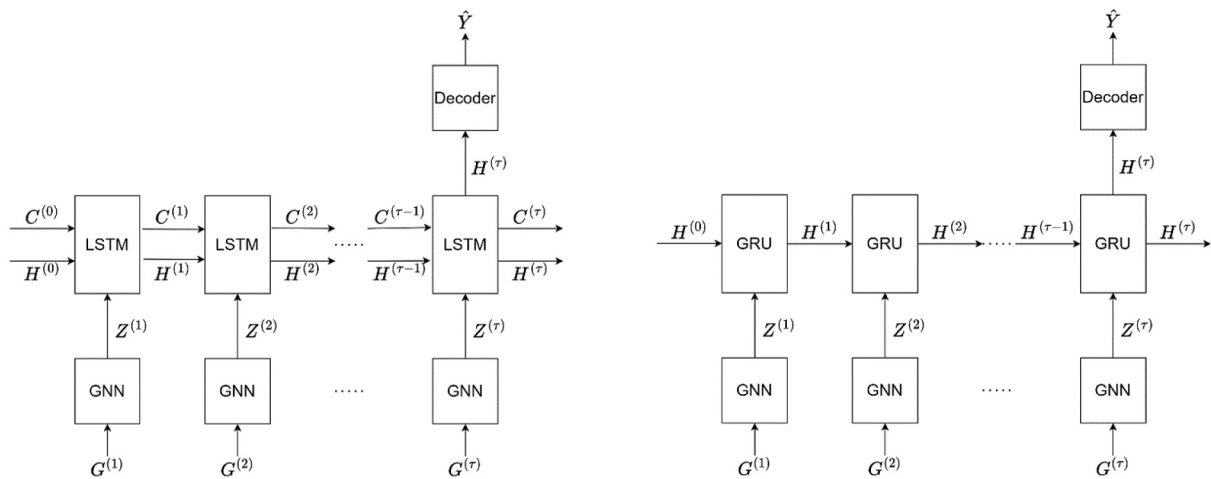 Ŷ
Decoder
H^(τ)
C^(0) C^(1) C^(2) ..... C^(τ−1) C^(τ)
LSTM LSTM LSTM
H^(0) H^(1) H^(2) H^(τ−1) H^(τ)
Z^(1) Z^(2) Z^(τ)
GNN GNN ..... GNN
G^(1) G^(2) G^(τ)
Ŷ
Decoder
H^(τ)
H^(0) H^(1) H^(2) ..... H^(τ−1) H^(τ)
GRU GRU GRU
Z^(1) Z^(2) Z^(τ)
GNN GNN ..... GNN
G^(1) G^(2) G^(τ)